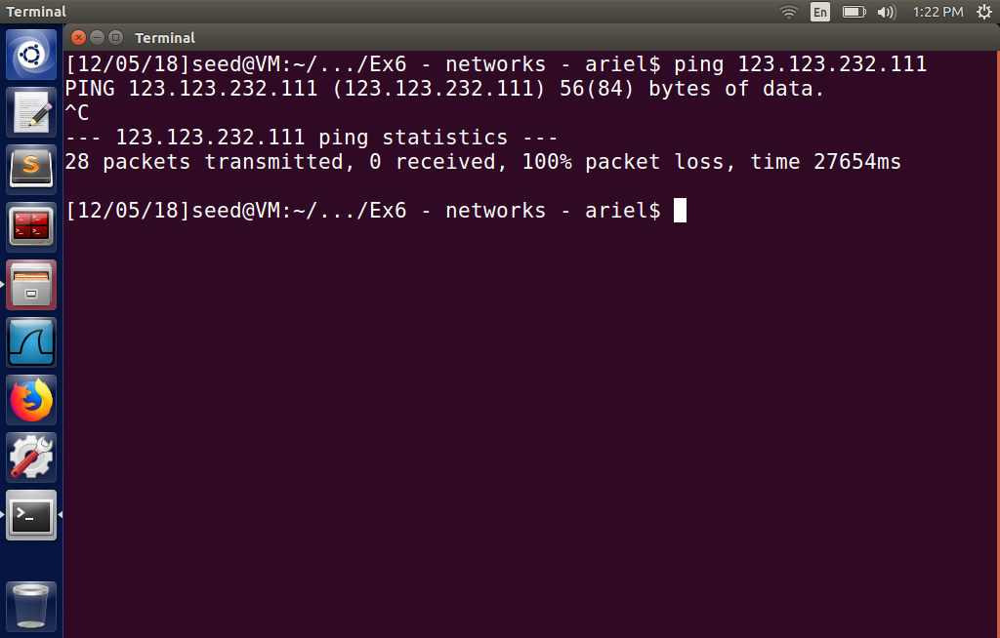 Terminal
En
1:22 PM
Terminal
[12/05/18]seed@VM:~/.../Ex6 - networks - ariel$ ping 123.123.232.111
PING 123.123.232.111 (123.123.232.111) 56(84) bytes of data.
^C
--- 123.123.232.111 ping statistics ---
28 packets transmitted, 0 received, 100% packet loss, time 27654ms
[12/05/18]seed@VM:~/.../Ex6 - networks - ariel$